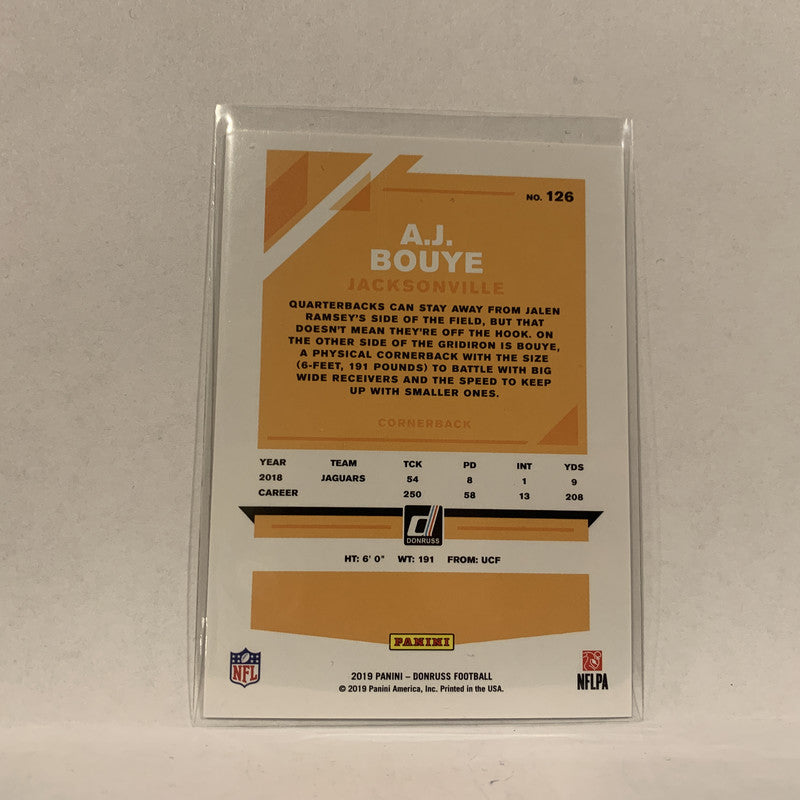 NO. 126
A.J.
BOUYE
JACKSONVILLE
QUARTERBACKS CAN STAY AWAY FROM JALEN
RAMSEY'S SIDE OF THE FIELD, BUT THAT
DOESN'T MEAN THEY'RE OFF THE HOOK. ON
THE OTHER SIDE OF THE GRIDIRON IS BOUYE,
A PHYSICAL CORNERBACK WITH THE SIZE
(6-FEET, 191 POUNDS) TO BATTLE WITH BIG
WIDE RECEIVERS AND THE SPEED TO KEEP
UP WITH SMALLER ONES.
CORNERBACK
YEAR TEAM TCK PD INT YDS
2018 JAGUARS 54 8 1 9
CAREER 250 58 13 208
d
DONRUSS
HT: 6' 0" WT: 191 FROM: UCF
PANINI
NFL
2019 PANINI – DONRUSS FOOTBALL
© 2019 Panini America, Inc. Printed in the USA.
NFLPA